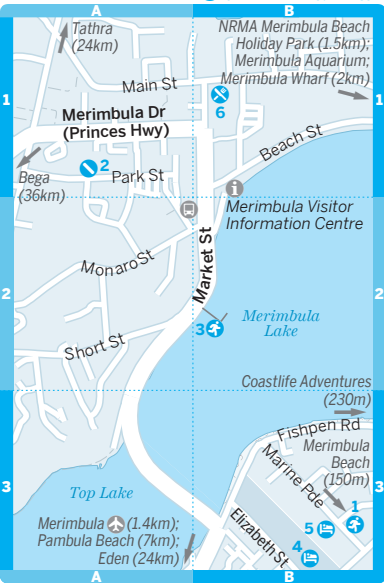 A
B
Tathra
(24km)
NRMA Merimbula Beach
Holiday Park (1.5km);
Merimbula Aquarium;
Merimbula Wharf (2km)
Main St
1
1
6
Merimbula Dr
(Princes Hwy)
Beach St
Bega
(36km)
2
Park St
Merimbula Visitor
Information Centre
Monaro St
Market St
2
2
3
Merimbula
Lake
Short St
Coastlife Adventures
(230m)
Fishpen Rd
Merimbula
Beach
(150m)
Marine Pde
3
3
Top Lake
1
5
4
Elizabeth St
Merimbula (1.4km);
Pambula Beach (7km);
Eden (24km)
A
B